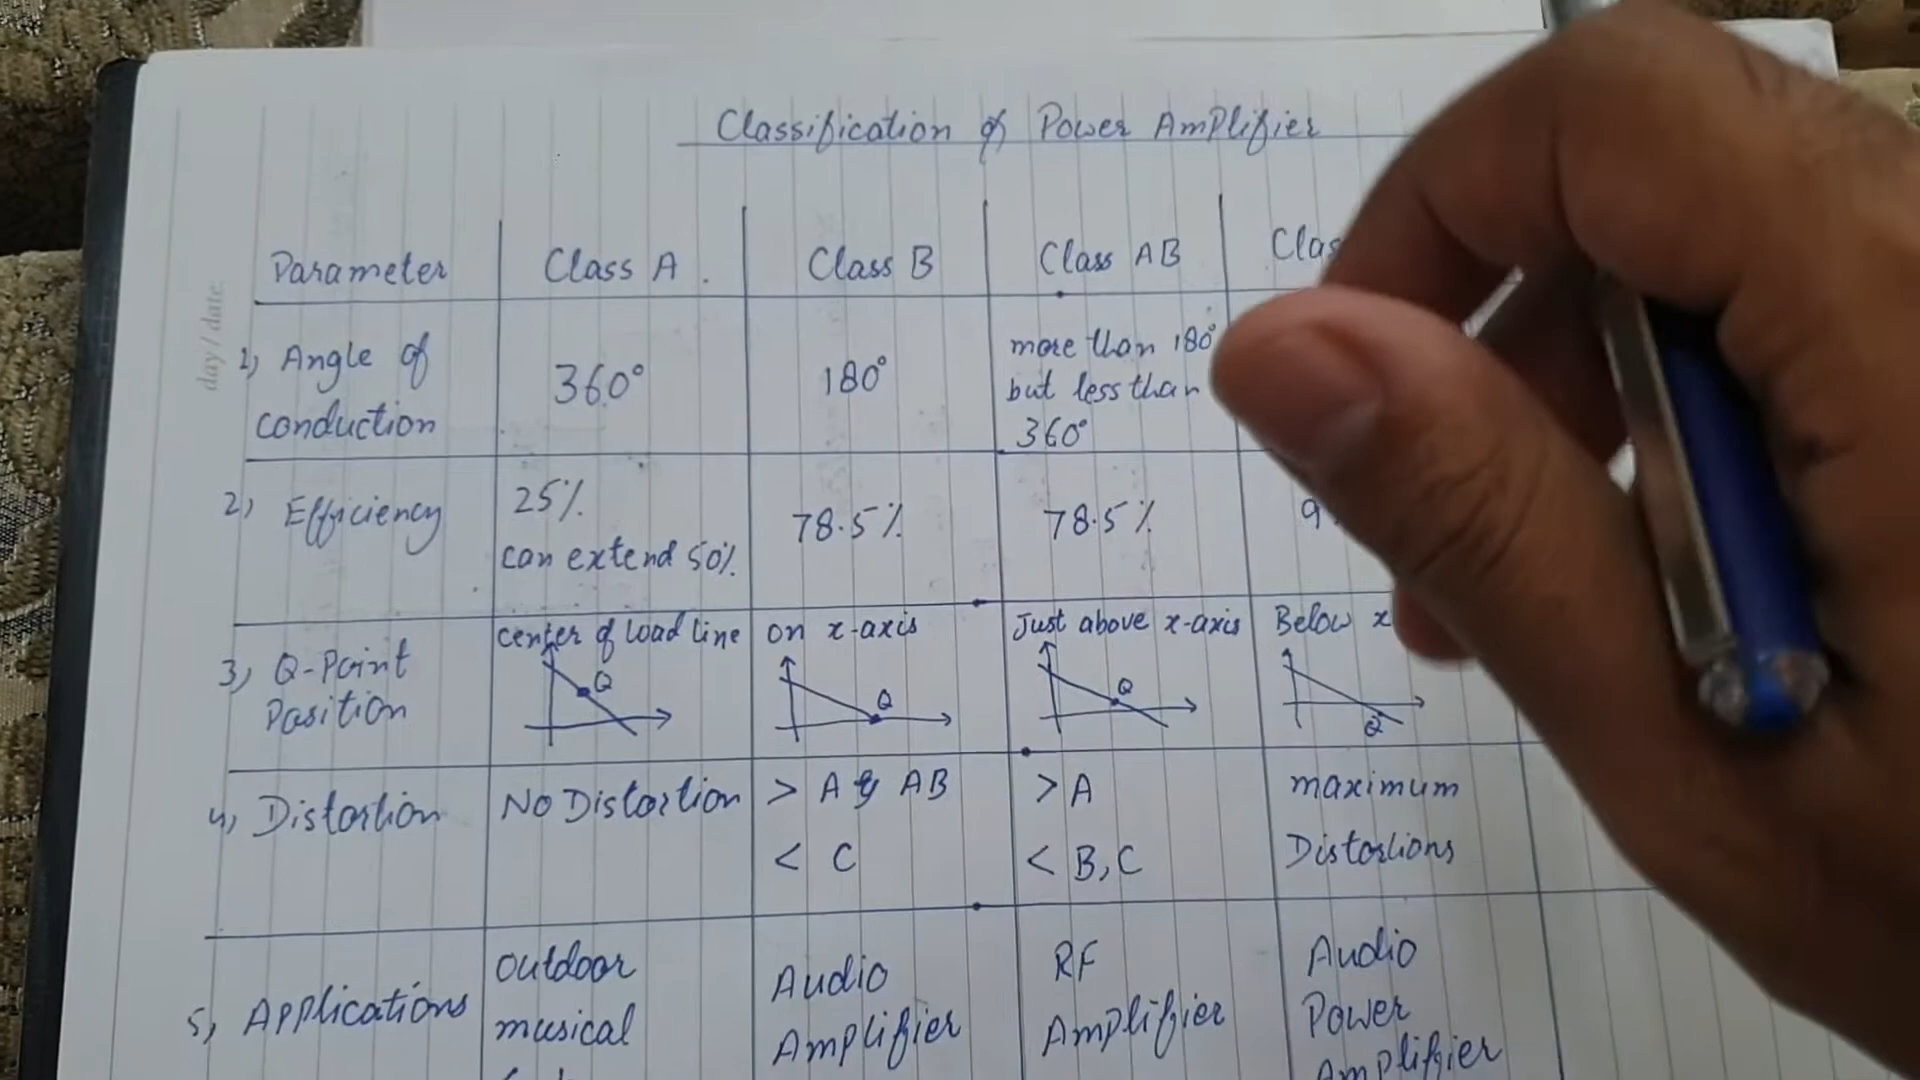 Classification of Power Amplifier
day/date
Parameter Class A. Class B Class AB
1) Angle of conduction 360° 180° more than 180° but less than 360°
2) Efficiency 25% can extend 50% 78.5% 78.5%
3) Q-Point Position center of load line on x-axis Just above x-axis Below x
Q Q Q Q
4) Distortion No Distortion > A & AB > A maximum
< C < B, C Distortions
5) Applications outdoor musical Audio Amplifier RF Amplifier Audio Power Amplifier